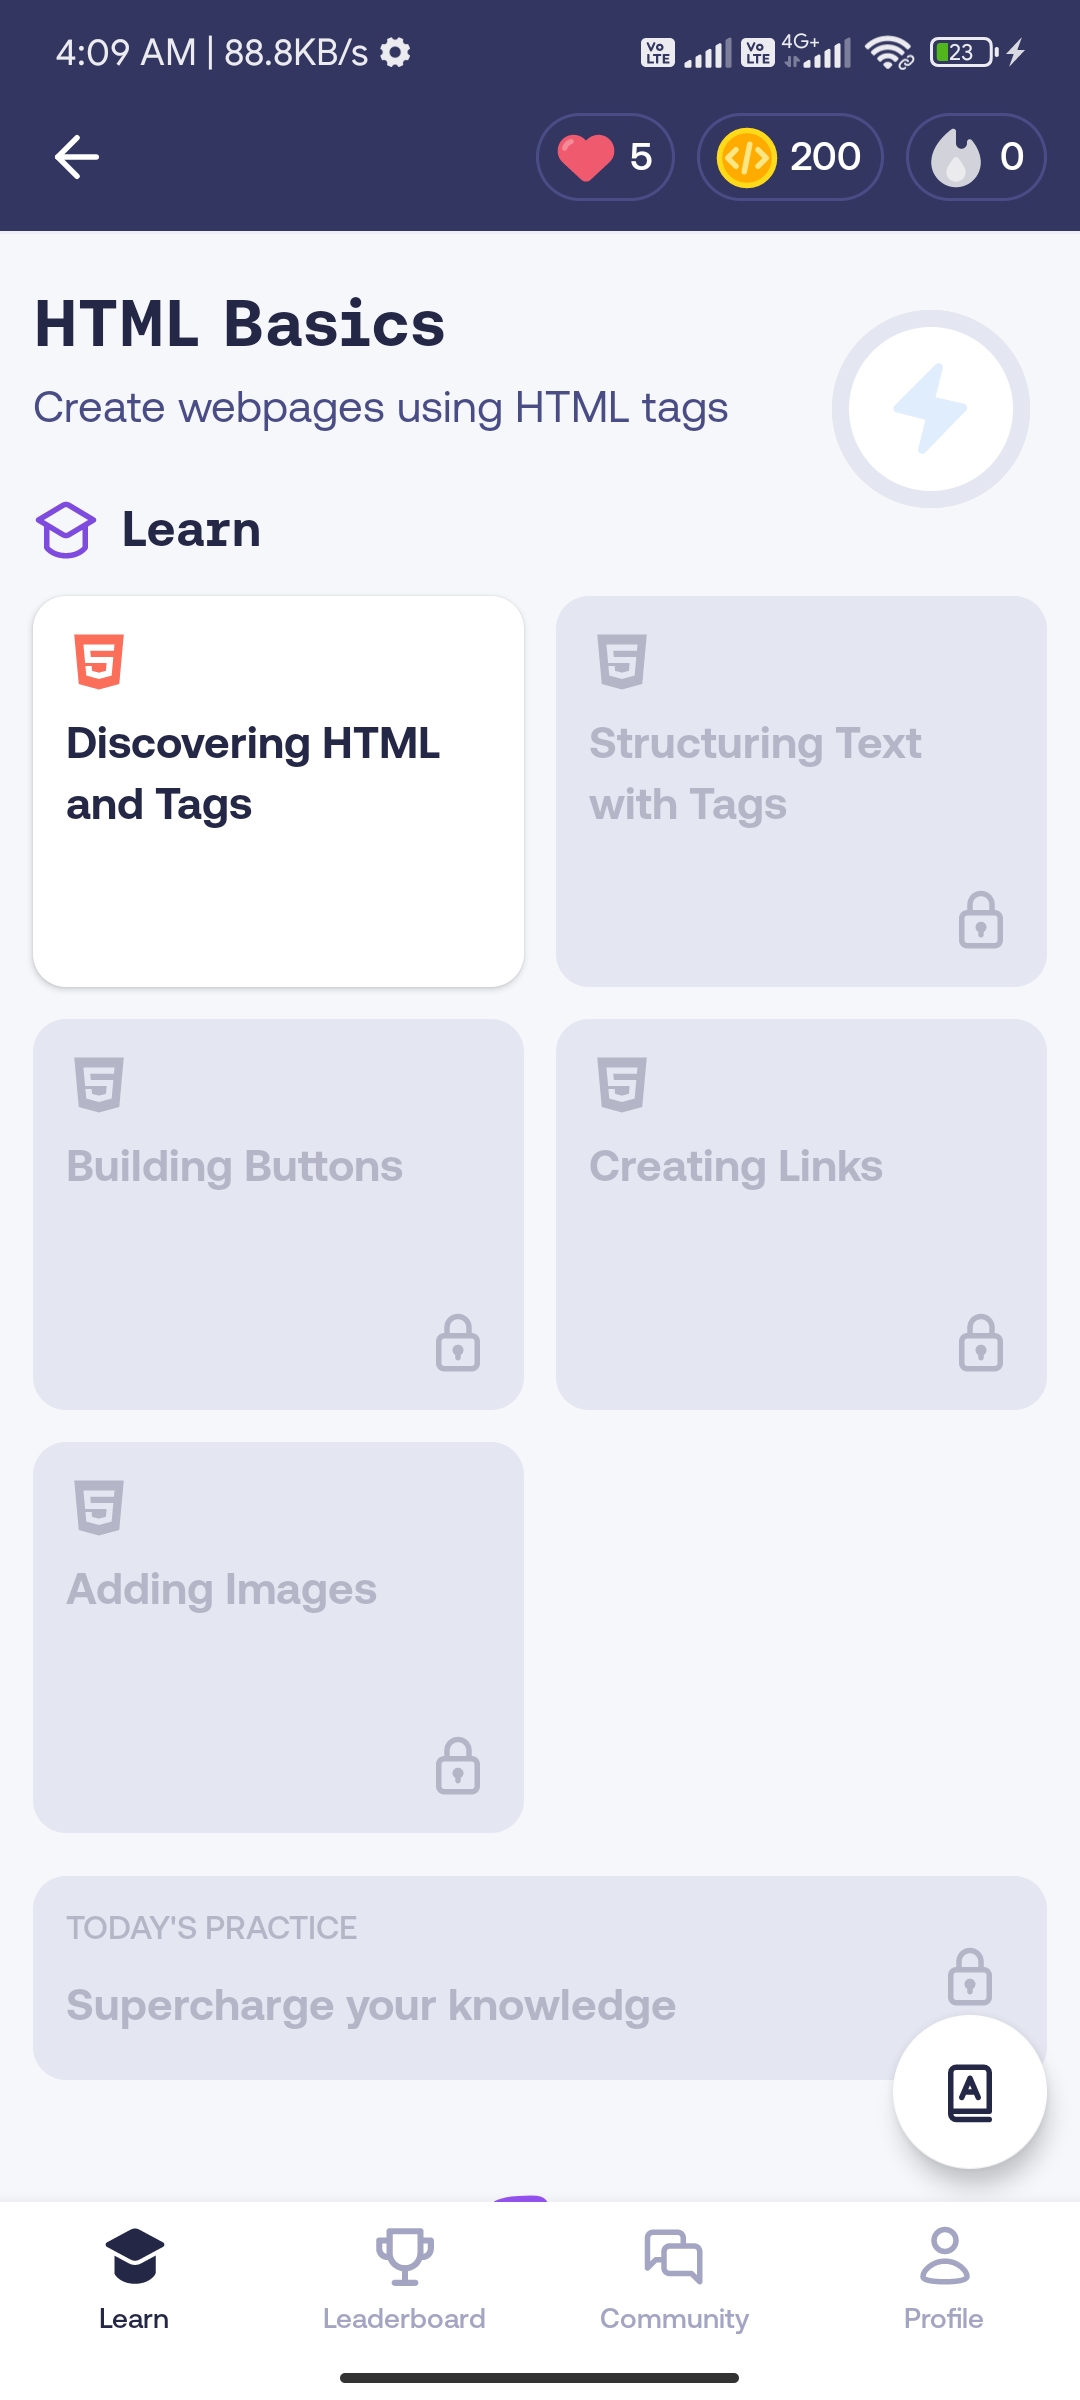 4:09 AM | 88.8KB/s
Vo LTE
Vo LTE
4G+
23
5
200
0
HTML Basics
Create webpages using HTML tags
Learn
Discovering HTML
and Tags
Structuring Text
with Tags
Building Buttons
Creating Links
Adding Images
TODAY'S PRACTICE
Supercharge your knowledge
Learn
Leaderboard
Community
Profile